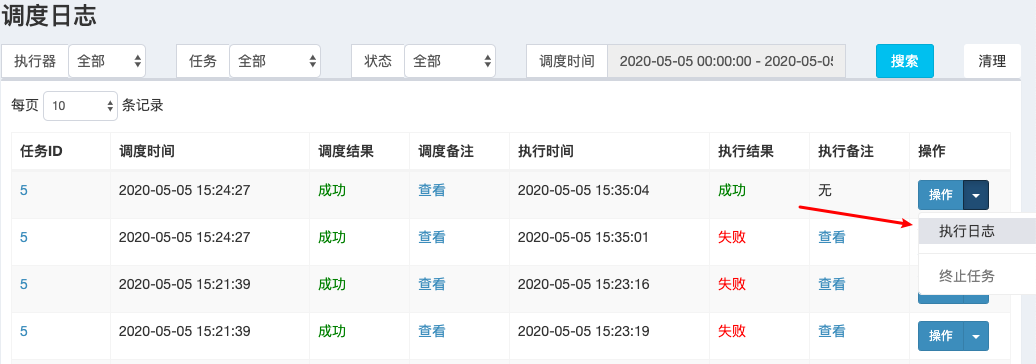 调度日志
执行器 全部 任务 全部 状态 全部 调度时间 2020-05-05 00:00:00 - 2020-05-05 搜索 清理
每页 10 条记录
任务ID 调度时间 调度结果 调度备注 执行时间 执行结果 执行备注 操作
5 2020-05-05 15:24:27 成功 查看 2020-05-05 15:35:04 成功 无 操作
执行日志
5 2020-05-05 15:24:27 成功 查看 2020-05-05 15:35:01 失败 查看
终止任务
5 2020-05-05 15:21:39 成功 查看 2020-05-05 15:23:16 失败 查看
5 2020-05-05 15:21:39 成功 查看 2020-05-05 15:23:19 失败 查看 操作